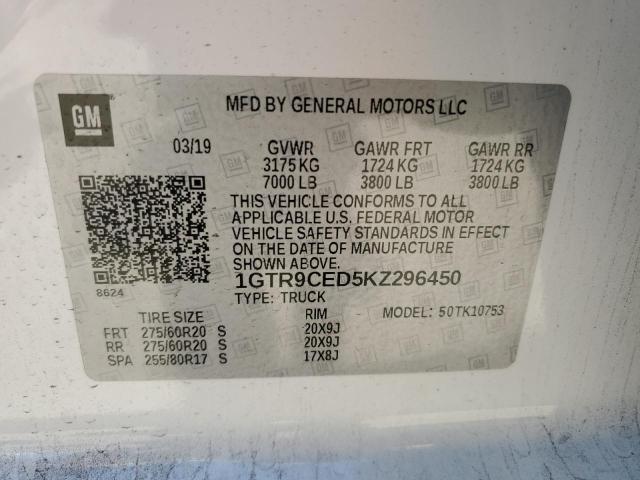 GM
MFD BY GENERAL MOTORS LLC
03/19 GVWR GAWR FRT GAWR RR
3175 KG 1724 KG 1724 KG
7000 LB 3800 LB 3800 LB
THIS VEHICLE CONFORMS TO ALL
APPLICABLE U.S. FEDERAL MOTOR
VEHICLE SAFETY STANDARDS IN EFFECT
ON THE DATE OF MANUFACTURE
SHOWN ABOVE.
1GTR9CED5KZ296450
8624
TYPE: TRUCK
TIRE SIZE RIM MODEL: 50TK10753
FRT 275/60R20 S 20X9J
RR 275/60R20 S 20X9J
SPA 255/80R17 S 17X8J